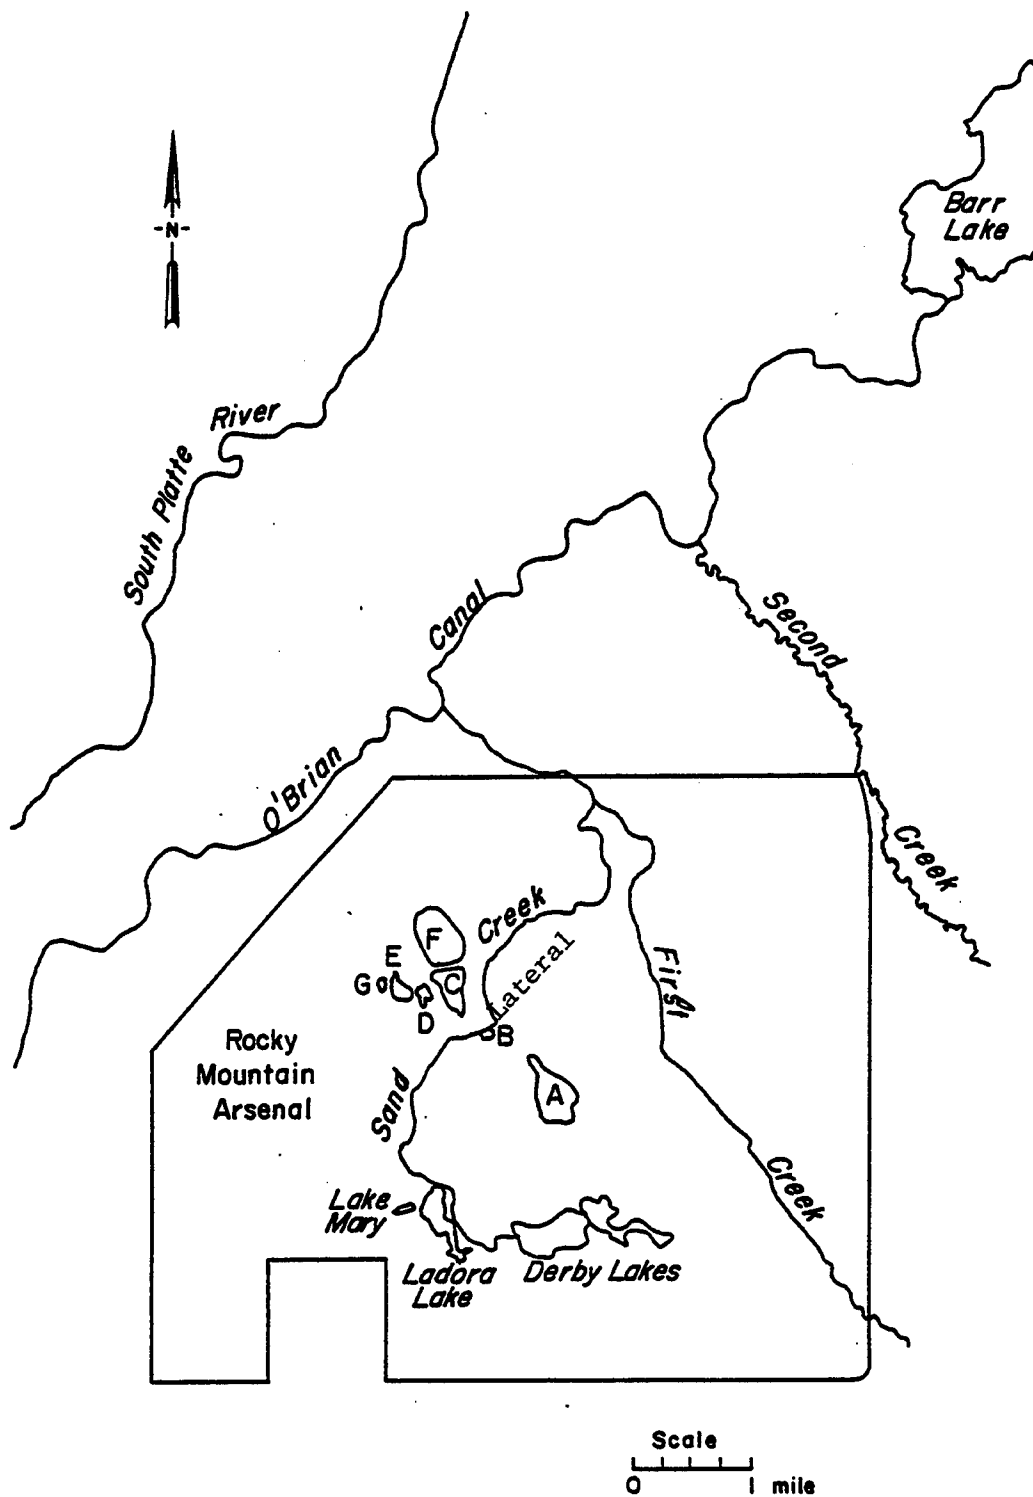 Barr
Lake
-N-
River
South Platte
Canal
Second
O'Brian
Creek
Creek
F
Lateral
E
First
G
C
D
B
Rocky
Mountain
Arsenal
A
Sand
Creek
Lake
Mary
Ladora
Lake
Derby Lakes
Scale
0 1 mile